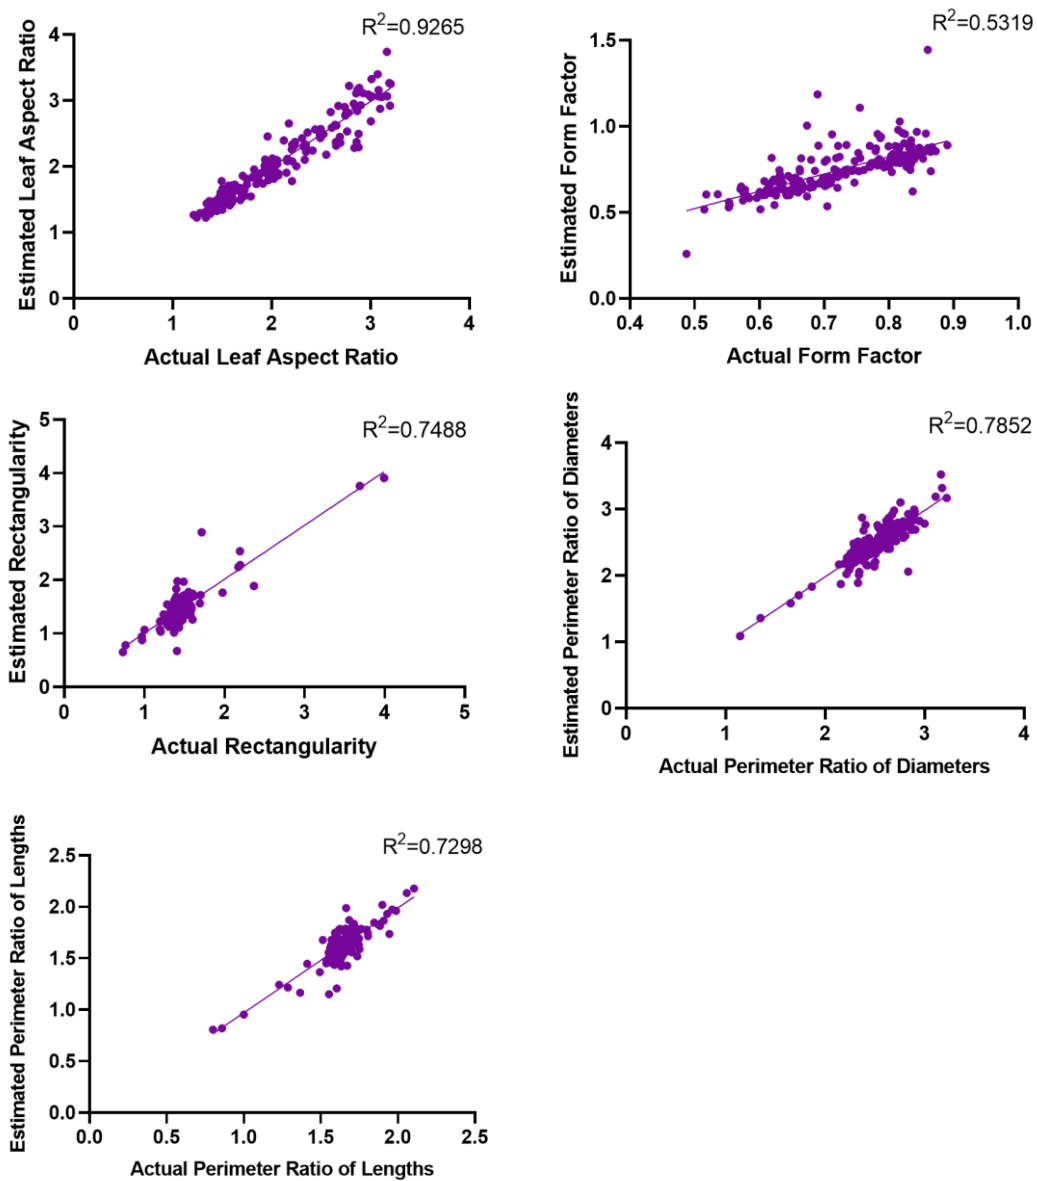 R²=0.9265
Estimated Leaf Aspect Ratio
4
3
2
1
0
0 1 2 3 4
Actual Leaf Aspect Ratio
R²=0.5319
Estimated Form Factor
1.5
1.0
0.5
0.0
0.4 0.5 0.6 0.7 0.8 0.9 1.0
Actual Form Factor
R²=0.7488
Estimated Rectangularity
5
4
3
2
1
0
0 1 2 3 4 5
Actual Rectangularity
R²=0.7852
Estimated Perimeter Ratio of Diameters
4
3
2
1
0
0 1 2 3 4
Actual Perimeter Ratio of Diameters
R²=0.7298
Estimated Perimeter Ratio of Lengths
2.5
2.0
1.5
1.0
0.5
0.0
0.0 0.5 1.0 1.5 2.0 2.5
Actual Perimeter Ratio of Lengths